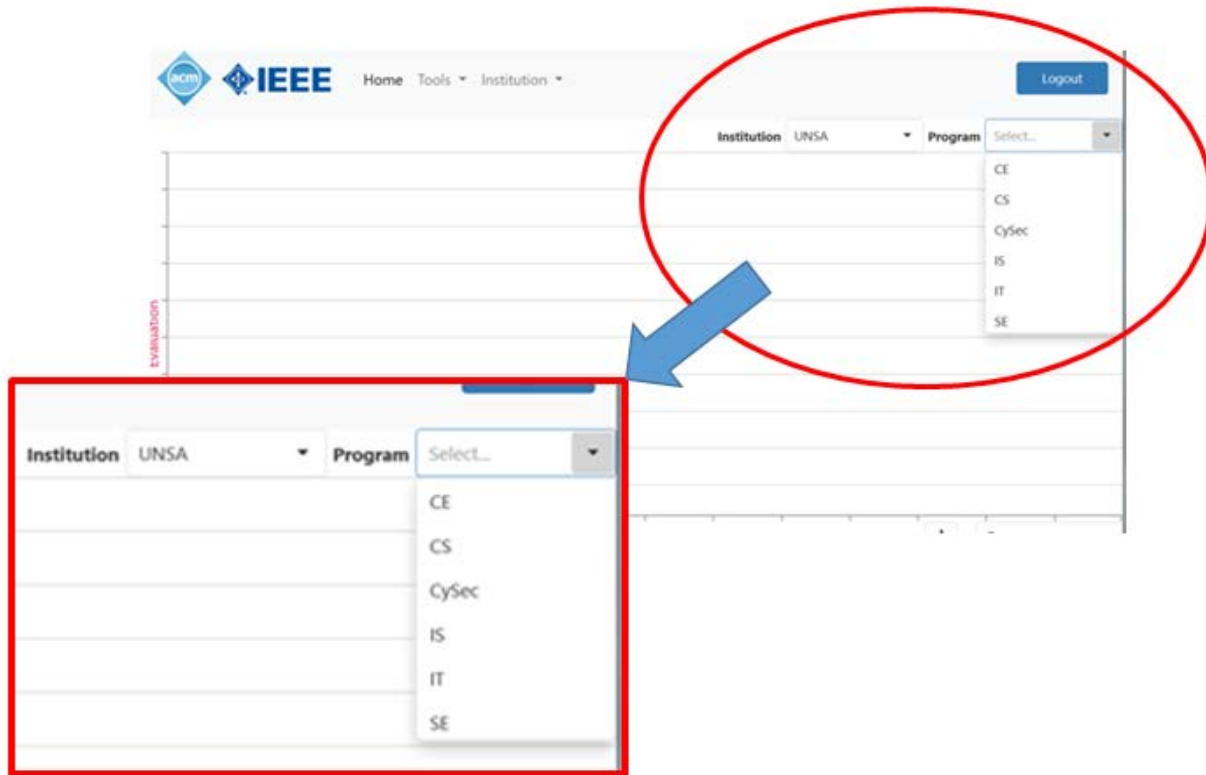 acm IEEE Home Tools Institution Logout
Institution UNSA Program Select...
CE
CS
CySec
IS
IT
SE
Evaluation
Institution UNSA Program Select...
CE
CS
CySec
IS
IT
SE